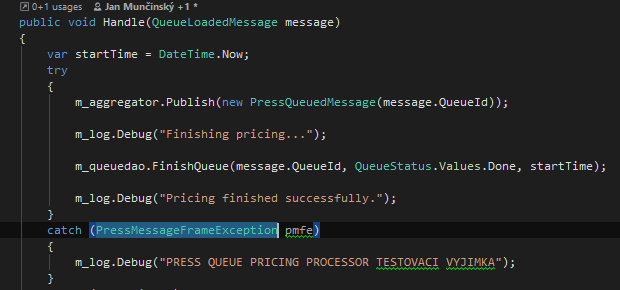 0+1 usages Jan Munčinský +1 *
public void Handle(QueueLoadedMessage message)
{
var startTime = DateTime.Now;
try
{
m_aggregator.Publish(new PressQueuedMessage(message.QueueId));
m_log.Debug("Finishing pricing...");
m_queuedao.FinishQueue(message.QueueId, QueueStatus.Values.Done, startTime);
m_log.Debug("Pricing finished successfully.");
}
catch (PressMessageFrameException pmfe)
{
m_log.Debug("PRESS QUEUE PRICING PROCESSOR TESTOVACI VYJIMKA");
}